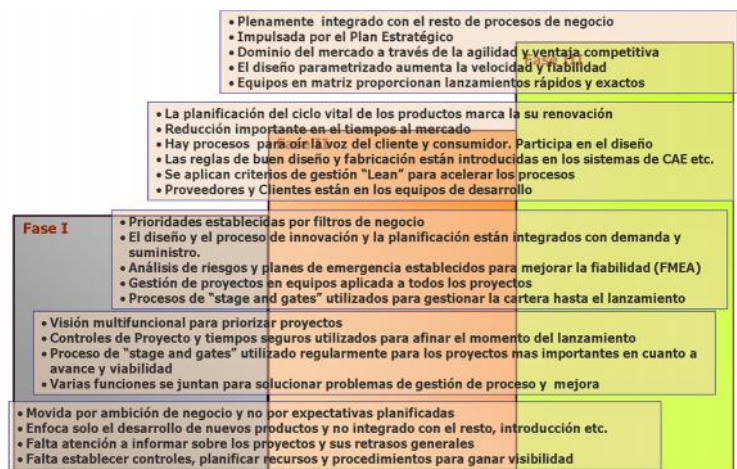 • Plenamente integrado con el resto de procesos de negocio
• Impulsada por el Plan Estratégico
• Dominio del mercado a través de la agilidad y ventaja competitiva
• El diseño parametrizado aumenta la velocidad y fiabilidad
• Equipos en matriz proporcionan lanzamientos rápidos y exactos
Fase III
• La planificación del ciclo vital de los productos marca la su renovación
• Reducción importante en el tiempos al mercado
• Hay procesos para oír la voz del cliente y consumidor. Participa en el diseño
• Las reglas de buen diseño y fabricación están introducidas en los sistemas de CAE etc.
• Se aplican criterios de gestión "Lean" para acelerar los procesos
• Proveedores y Clientes están en los equipos de desarrollo
Fase II
Fase I
• Prioridades establecidas por filtros de negocio
• El diseño y el proceso de innovación y la planificación están integrados con demanda y
suministro.
• Análisis de riesgos y planes de emergencia establecidos para mejorar la fiabilidad (FMEA)
• Gestión de proyectos en equipos aplicada a todos los proyectos
• Procesos de "stage and gates" utilizados para gestionar la cartera hasta el lanzamiento
• Visión multifuncional para priorizar proyectos
• Controles de Proyecto y tiempos seguros utilizados para afinar el momento del lanzamiento
• Proceso de "stage and gates" utilizado regularmente para los proyectos mas importantes en cuanto a
avance y viabilidad
• Varias funciones se juntan para solucionar problemas de gestión de proceso y mejora
• Movida por ambición de negocio y no por expectativas planificadas
• Enfoca solo el desarrollo de nuevos productos y no integrado con el resto, introducción etc.
• Falta atención a informar sobre los proyectos y sus retrasos generales
• Falta establecer controles, planificar recursos y procedimientos para ganar visibilidad